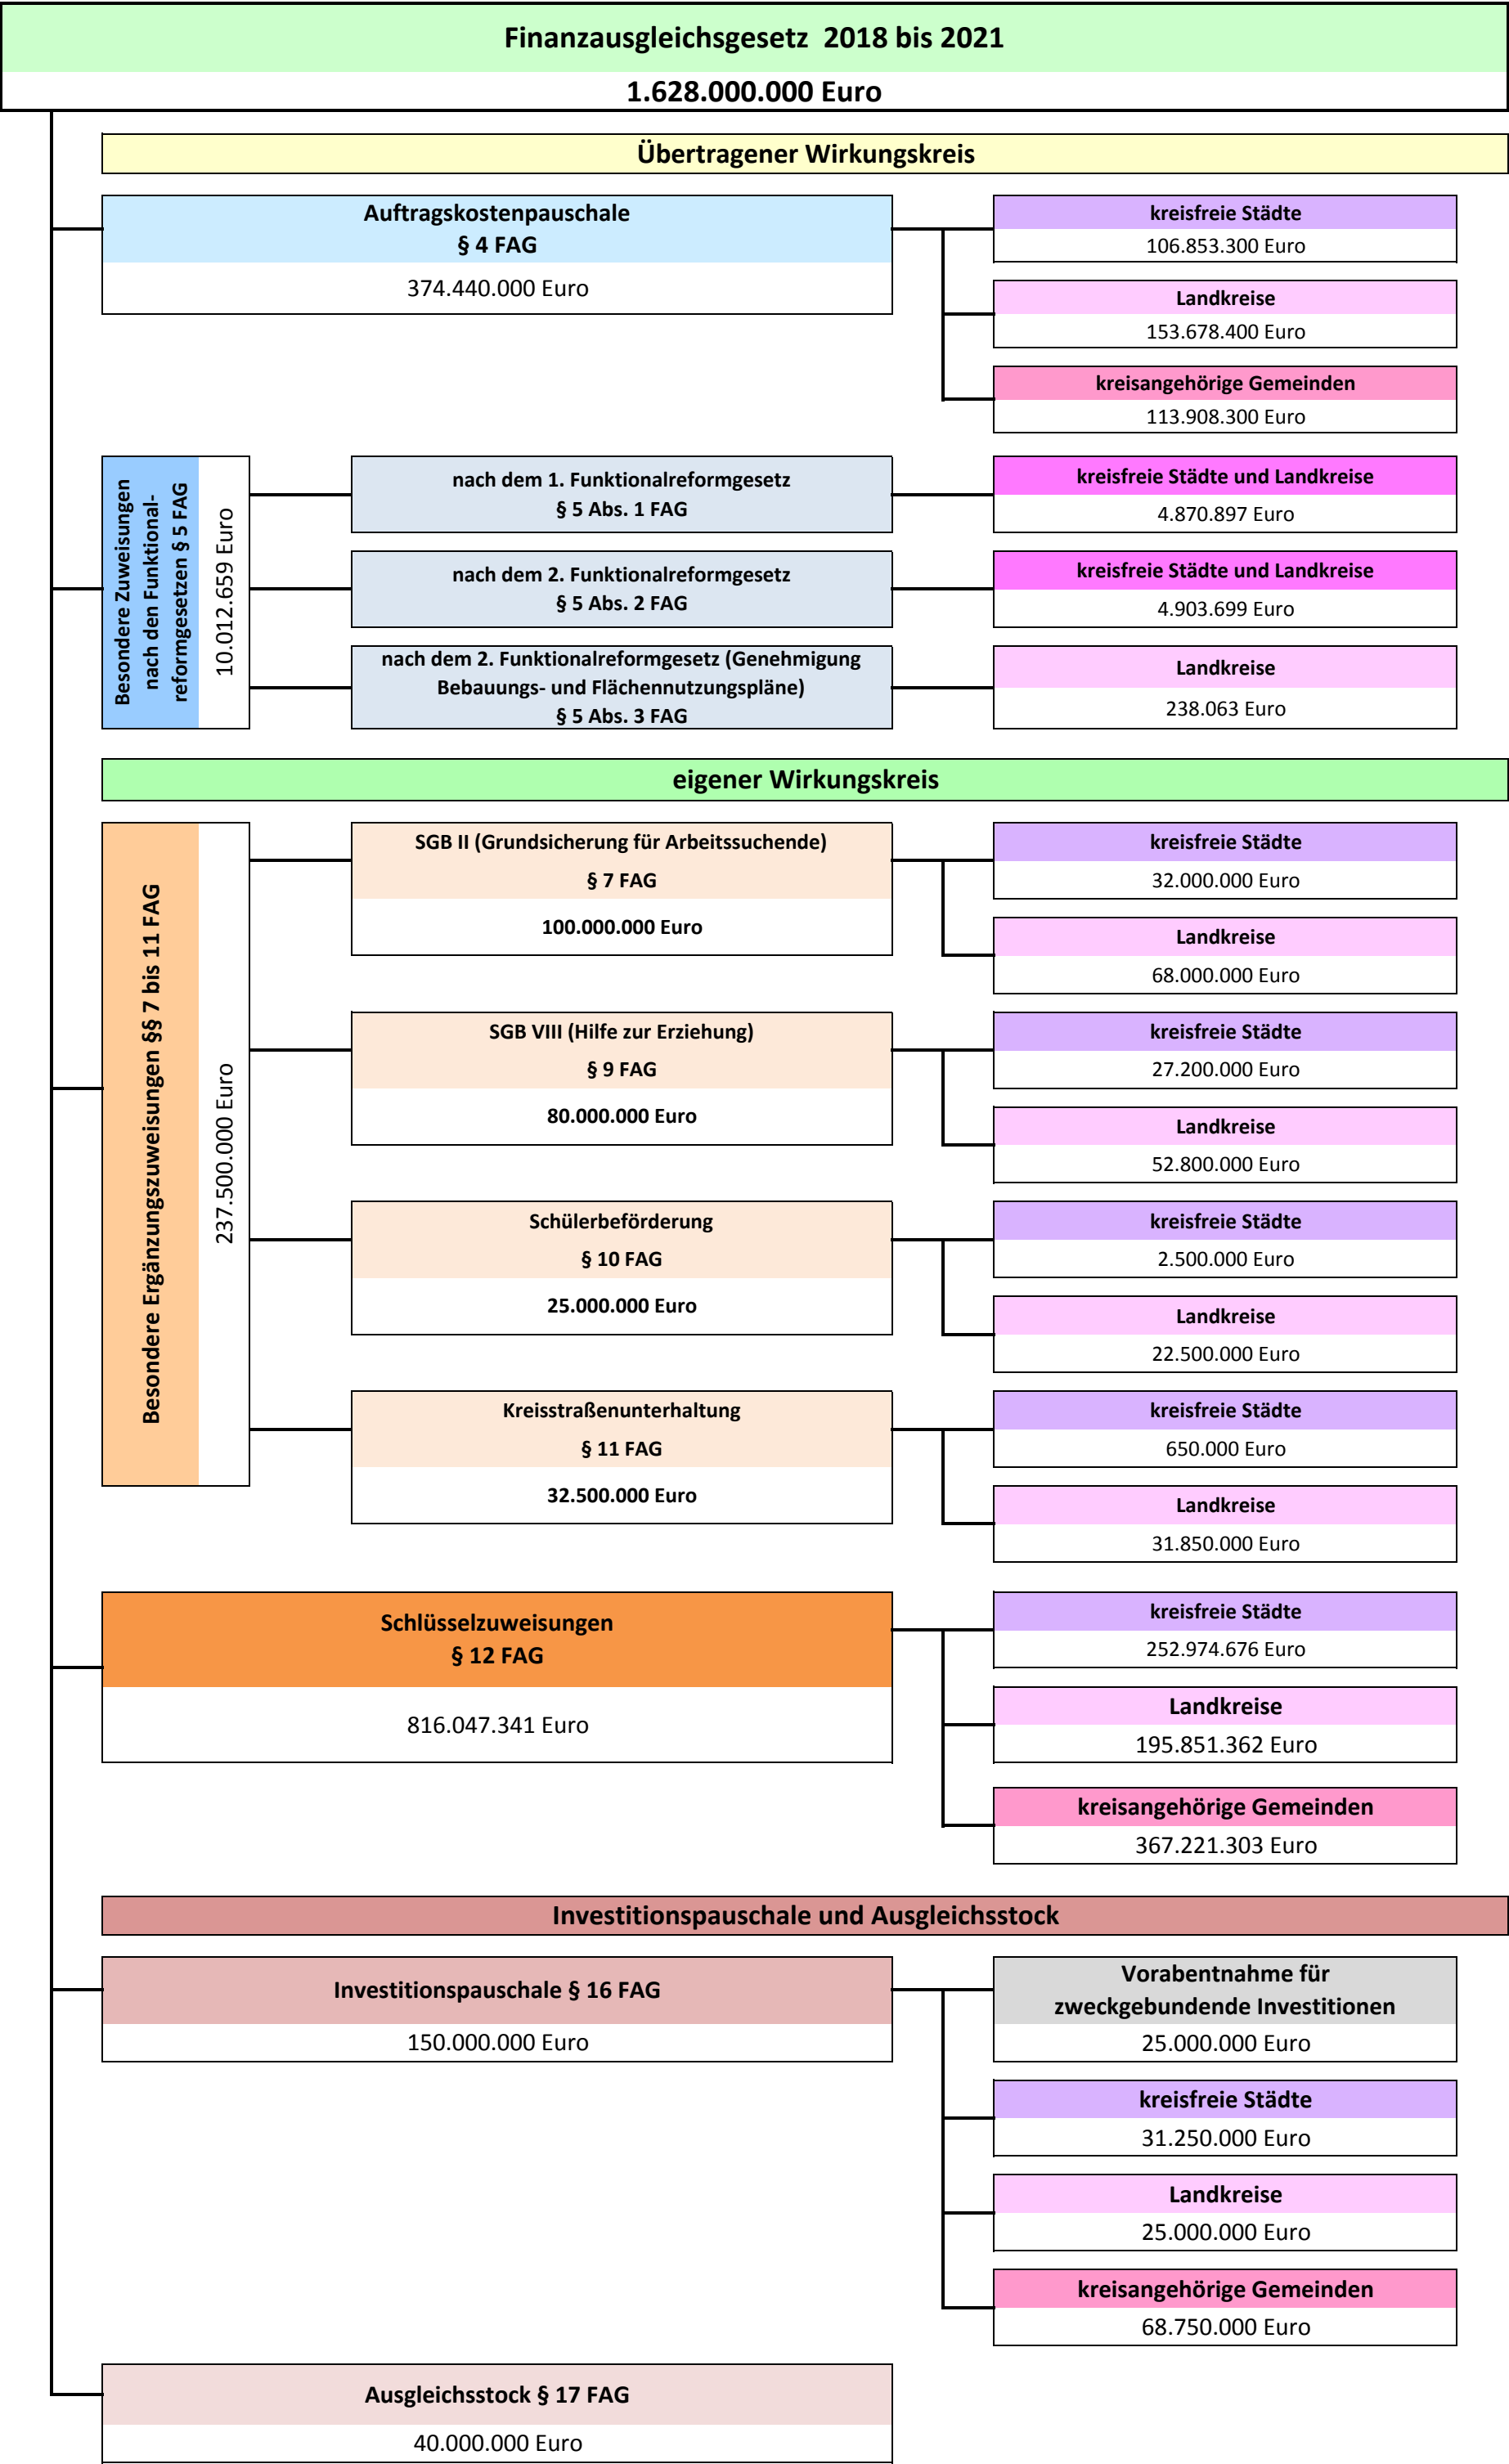 Finanzausgleichsgesetz 2018 bis 2021
1.628.000.000 Euro
Übertragener Wirkungskreis
Auftragskostenpauschale
§ 4 FAG
374.440.000 Euro
kreisfreie Städte
106.853.300 Euro
Landkreise
153.678.400 Euro
kreisangehörige Gemeinden
113.908.300 Euro
Besondere Zuweisungen
nach den Funktional-
reformgesetzen § 5 FAG
10.012.659 Euro
nach dem 1. Funktionalreformgesetz
§ 5 Abs. 1 FAG
kreisfreie Städte und Landkreise
4.870.897 Euro
nach dem 2. Funktionalreformgesetz
§ 5 Abs. 2 FAG
kreisfreie Städte und Landkreise
4.903.699 Euro
nach dem 2. Funktionalreformgesetz (Genehmigung
Bebauungs- und Flächennutzungspläne)
§ 5 Abs. 3 FAG
Landkreise
238.063 Euro
eigener Wirkungskreis
Besondere Ergänzungszuweisungen §§ 7 bis 11 FAG
237.500.000 Euro
SGB II (Grundsicherung für Arbeitssuchende)
§ 7 FAG
100.000.000 Euro
kreisfreie Städte
32.000.000 Euro
Landkreise
68.000.000 Euro
SGB VIII (Hilfe zur Erziehung)
§ 9 FAG
80.000.000 Euro
kreisfreie Städte
27.200.000 Euro
Landkreise
52.800.000 Euro
Schülerbeförderung
§ 10 FAG
25.000.000 Euro
kreisfreie Städte
2.500.000 Euro
Landkreise
22.500.000 Euro
Kreisstraßenunterhaltung
§ 11 FAG
32.500.000 Euro
kreisfreie Städte
650.000 Euro
Landkreise
31.850.000 Euro
Schlüsselzuweisungen
§ 12 FAG
816.047.341 Euro
kreisfreie Städte
252.974.676 Euro
Landkreise
195.851.362 Euro
kreisangehörige Gemeinden
367.221.303 Euro
Investitionspauschale und Ausgleichsstock
Investitionspauschale § 16 FAG
150.000.000 Euro
Vorabentnahme für
zweckgebundende Investitionen
25.000.000 Euro
kreisfreie Städte
31.250.000 Euro
Landkreise
25.000.000 Euro
kreisangehörige Gemeinden
68.750.000 Euro
Ausgleichsstock § 17 FAG
40.000.000 Euro